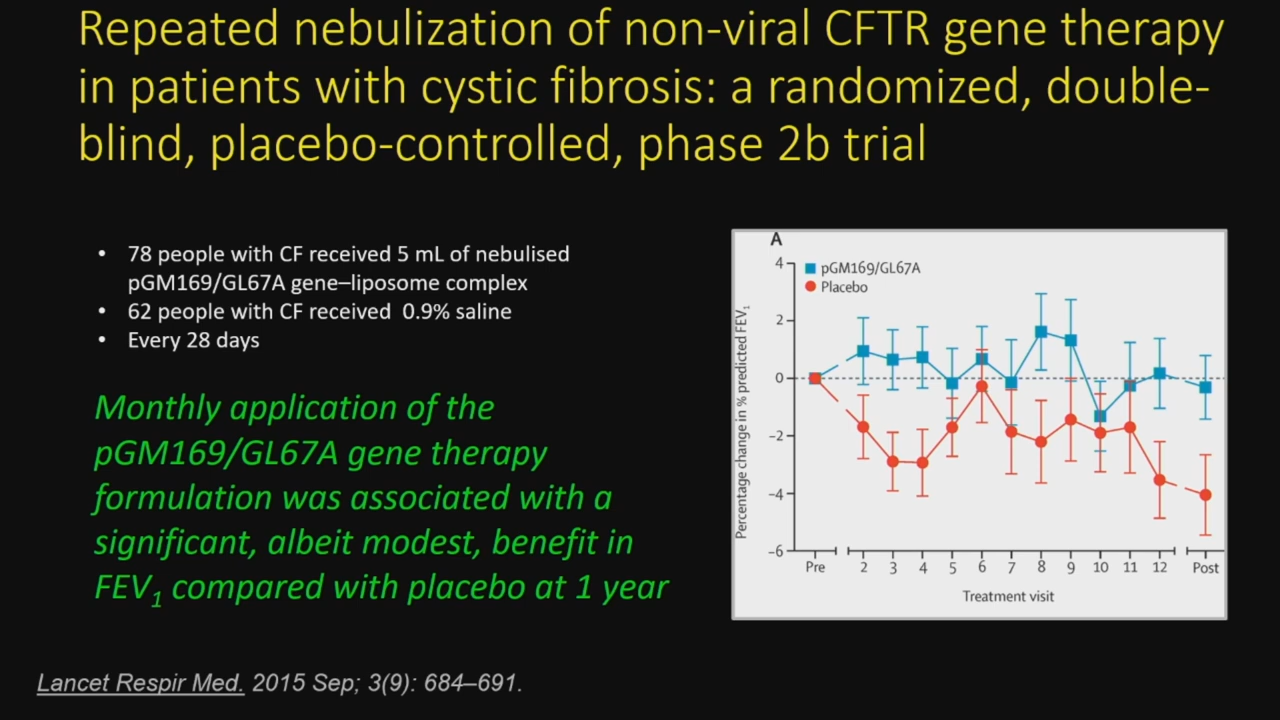 Repeated nebulization of non-viral CFTR gene therapy
in patients with cystic fibrosis: a randomized, double-
blind, placebo-controlled, phase 2b trial
• 78 people with CF received 5 mL of nebulised
pGM169/GL67A gene–liposome complex
• 62 people with CF received 0.9% saline
• Every 28 days
Monthly application of the
pGM169/GL67A gene therapy
formulation was associated with a
significant, albeit modest, benefit in
FEV1 compared with placebo at 1 year
A
pGM169/GL67A
Placebo
Percentage change in % predicted FEV1
4
2
0
–2
–4
–6
Pre 2 3 4 5 6 7 8 9 10 11 12 Post
Treatment visit
Lancet Respir Med. 2015 Sep; 3(9): 684–691.